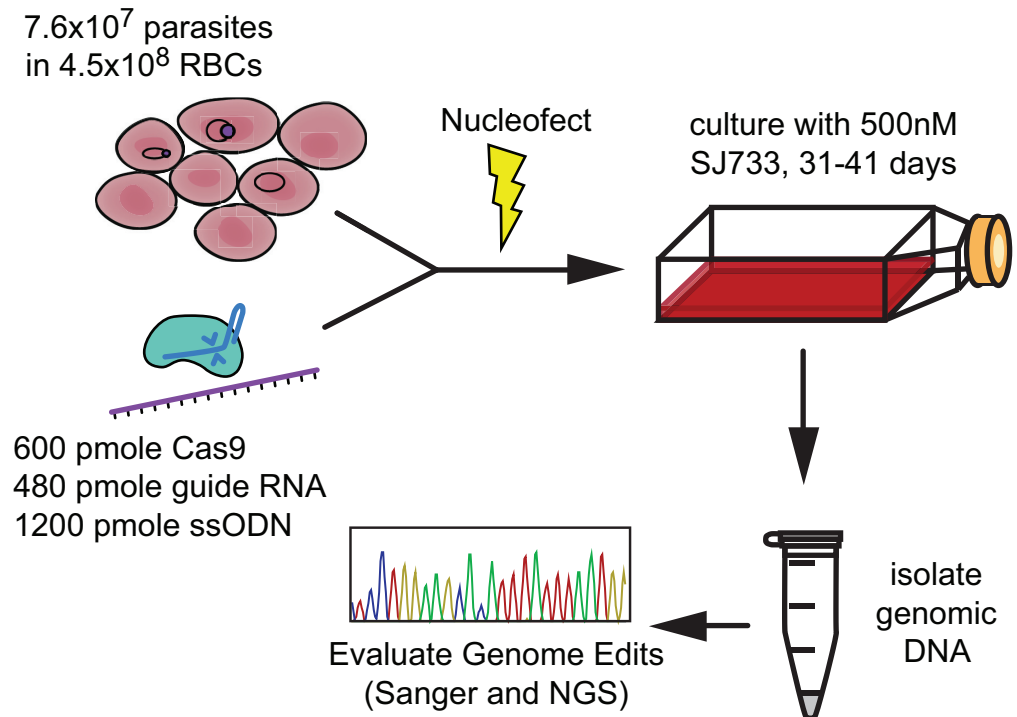 7.6x10⁷ parasites
in 4.5x10⁸ RBCs
Nucleofect
culture with 500nM
SJ733, 31-41 days
600 pmole Cas9
480 pmole guide RNA
1200 pmole ssODN
isolate
genomic
DNA
Evaluate Genome Edits
(Sanger and NGS)